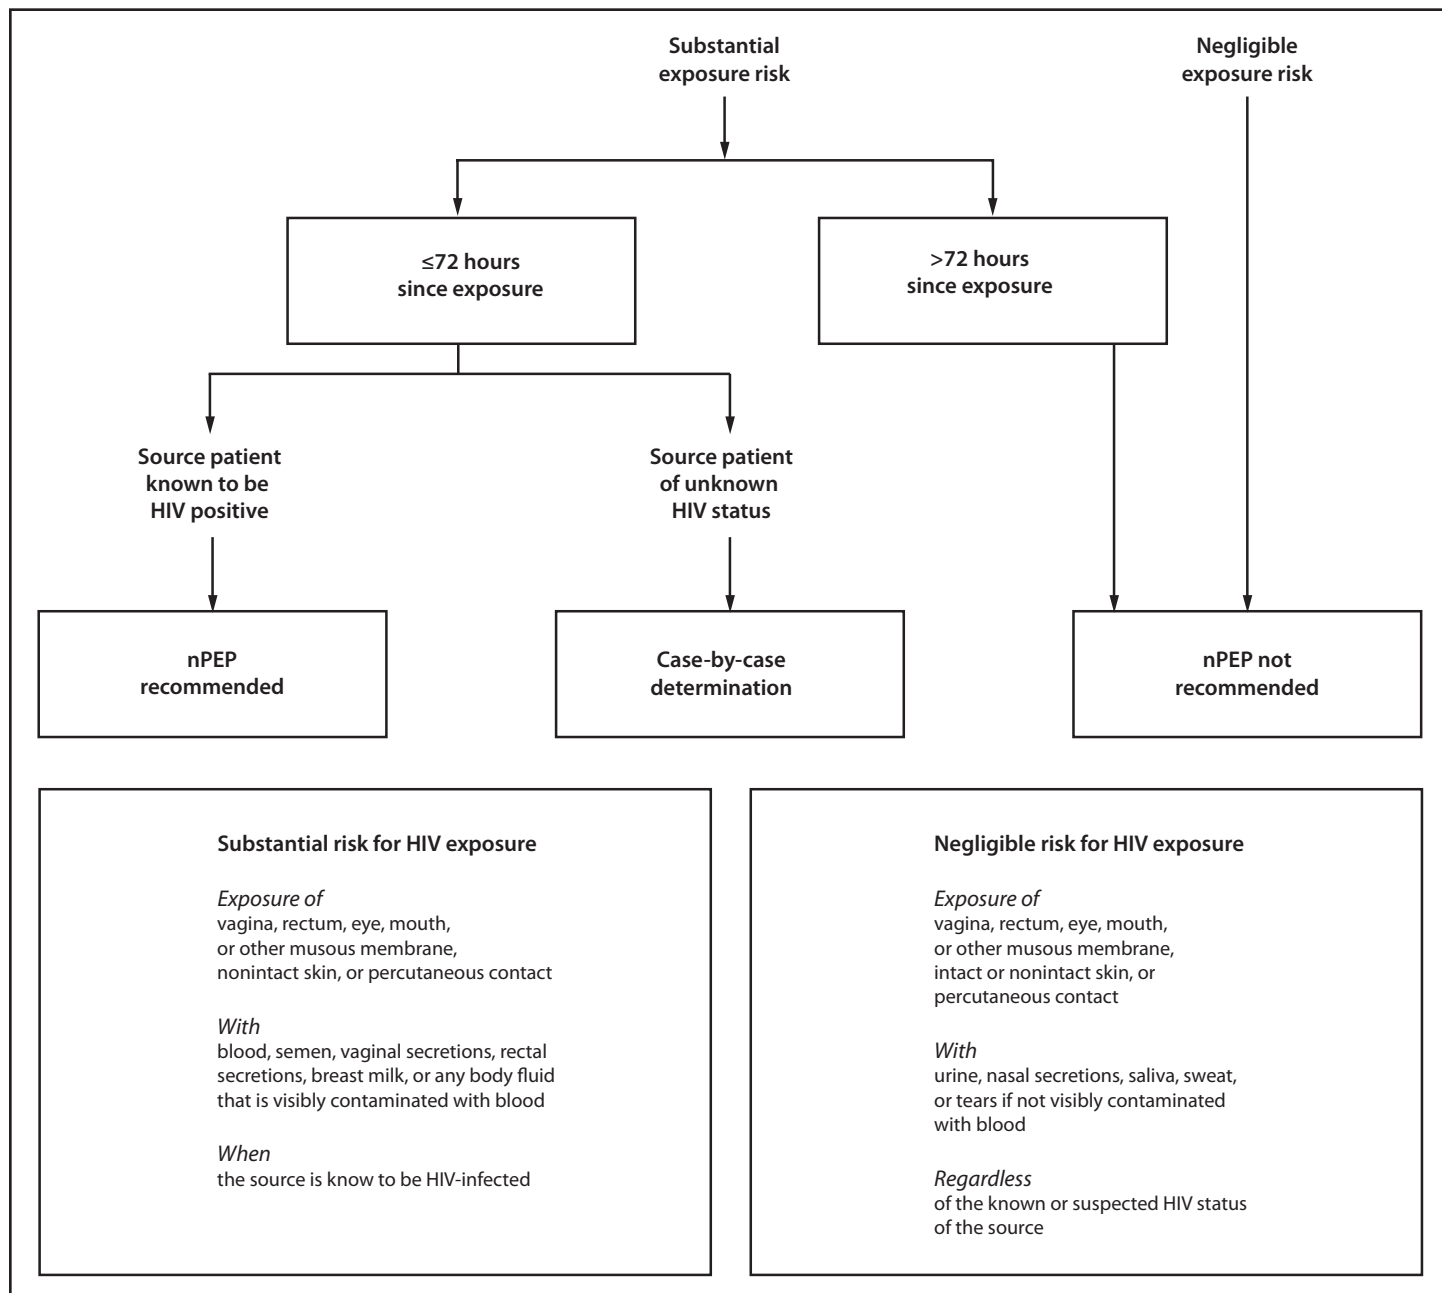 Substantial
exposure risk
Negligible
exposure risk
≤72 hours
since exposure
>72 hours
since exposure
Source patient
known to be
HIV positive
Source patient
of unknown
HIV status
nPEP
recommended
Case-by-case
determination
nPEP not
recommended
Substantial risk for HIV exposure
Exposure of
vagina, rectum, eye, mouth,
or other musous membrane,
nonintact skin, or percutaneous contact
With
blood, semen, vaginal secretions, rectal
secretions, breast milk, or any body fluid
that is visibly contaminated with blood
When
the source is know to be HIV-infected
Negligible risk for HIV exposure
Exposure of
vagina, rectum, eye, mouth,
or other musous membrane,
intact or nonintact skin, or
percutaneous contact
With
urine, nasal secretions, saliva, sweat,
or tears if not visibly contaminated
with blood
Regardless
of the known or suspected HIV status
of the source